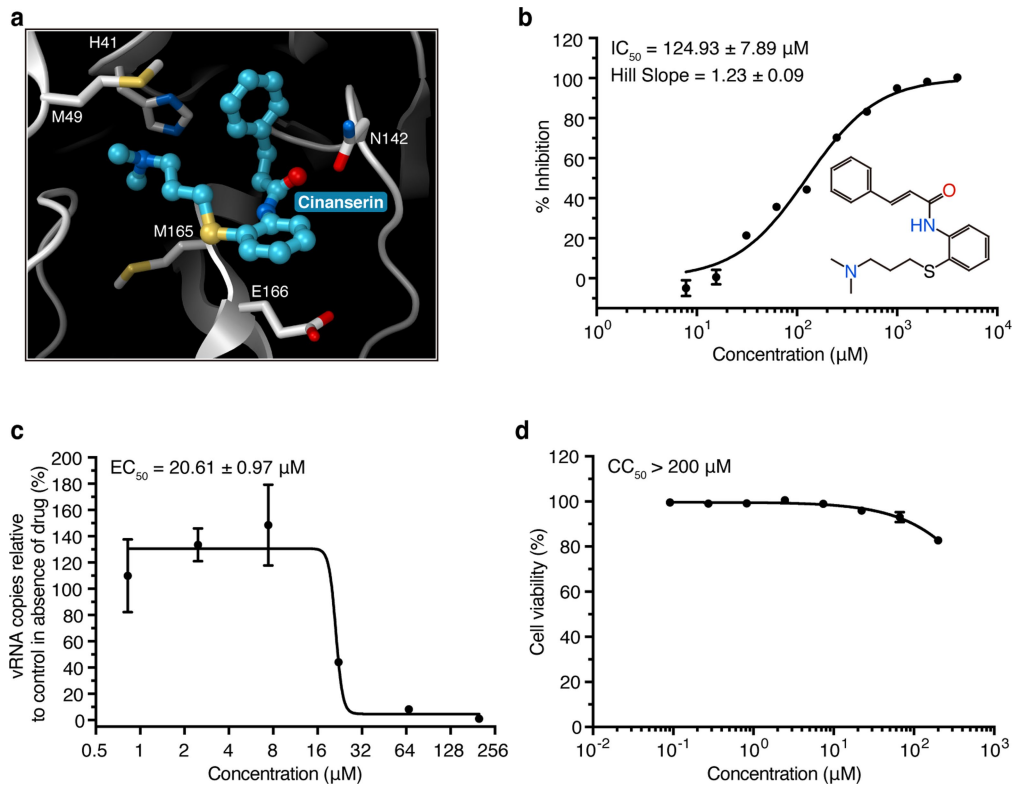 a
H41
M49
N142
Cinanserin
M165
E166
b
120
100
80
60
40
20
0
% Inhibition
IC50 = 124.93 ± 7.89 µM
Hill Slope = 1.23 ± 0.09
O
HN
N
S
10^0
10^1
10^2
10^3
10^4
Concentration (µM)
c
200
180
160
140
120
100
80
60
40
20
0
vRNA copies relative
to control in absence of drug (%)
EC50 = 20.61 ± 0.97 µM
0.5 1 2 4 8 16 32 64 128 256
Concentration (µM)
d
120
100
80
60
40
20
0
Cell viability (%)
CC50 > 200 µM
10^-2
10^-1
10^0
10^1
10^2
10^3
Concentration (µM)